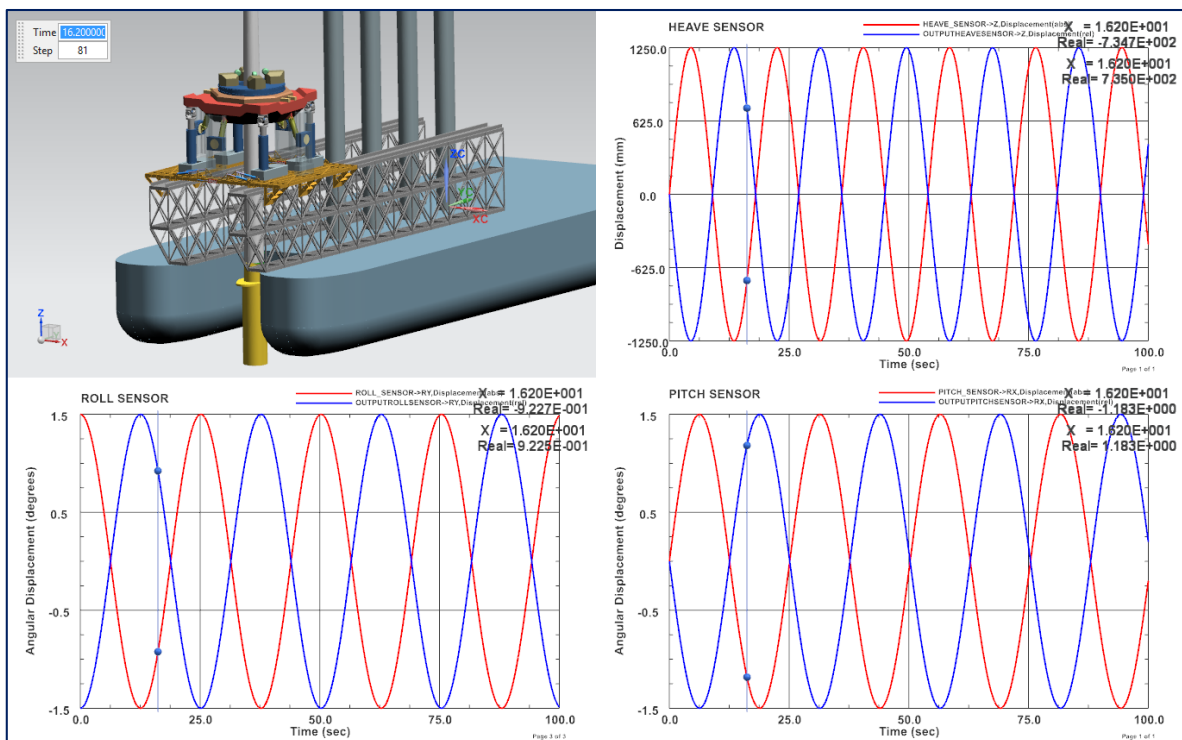 Time 16.200000
Step 81
ZC
XC
Z
X
HEAVE SENSOR
HEAVE_SENSOR->Z,Displacement(abs)
OUTPUTHEAVESENSOR->Z,Displacement(rel)
X = 1.620E+001
Real= -7.347E+002
X = 1.620E+001
Real= 7.350E+002
Displacement (mm)
1250.0
625.0
0.0
-625.0
-1250.0
0.0 25.0 50.0 75.0 100.0
Time (sec)
Page 1 of 1
ROLL SENSOR
ROLL_SENSOR->RY,Displacement(abs)
OUTPUTROLLSENSOR->RY,Displacement(rel)
X = 1.620E+001
Real= -9.227E-001
X = 1.620E+001
Real= 9.225E-001
Angular Displacement (degrees)
1.5
0.5
-0.5
-1.5
0.0 25.0 50.0 75.0 100.0
Time (sec)
Page 3 of 3
PITCH SENSOR
PITCH_SENSOR->RX,Displacement(abs)
OUTPUTPITCHSENSOR->RX,Displacement(rel)
X = 1.620E+001
Real= -1.183E+000
X = 1.620E+001
Real= 1.183E+000
Angular Displacement (degrees)
1.5
0.5
-0.5
-1.5
0.0 25.0 50.0 75.0 100.0
Time (sec)
Page 1 of 1